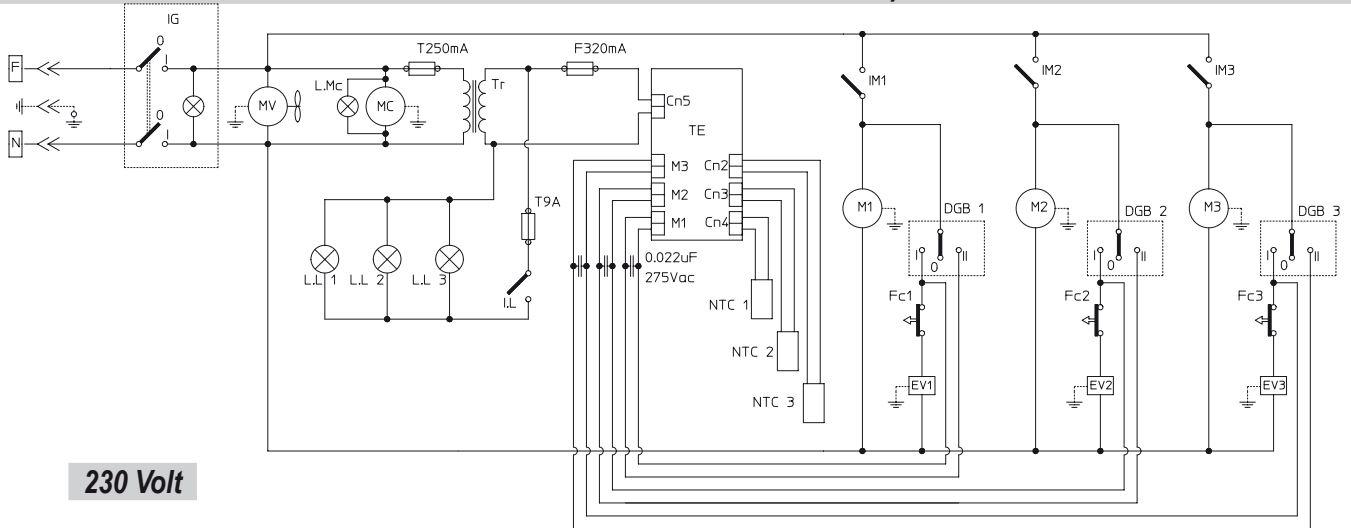 IG
0
I
F
N
0
I
MV
L.Mc
MC
T250mA
Tr
F320mA
Cn5
TE
M3
M2
M1
Cn2
Cn3
Cn4
T9A
I.L
L.L 1
L.L 2
L.L 3
0.022uF
275Vac
NTC 1
NTC 2
NTC 3
IM1
IM2
IM3
M1
M2
M3
DGB 1
I
0
II
DGB 2
I
0
II
DGB 3
I
0
II
Fc1
Fc2
Fc3
EV1
EV2
EV3
230 Volt